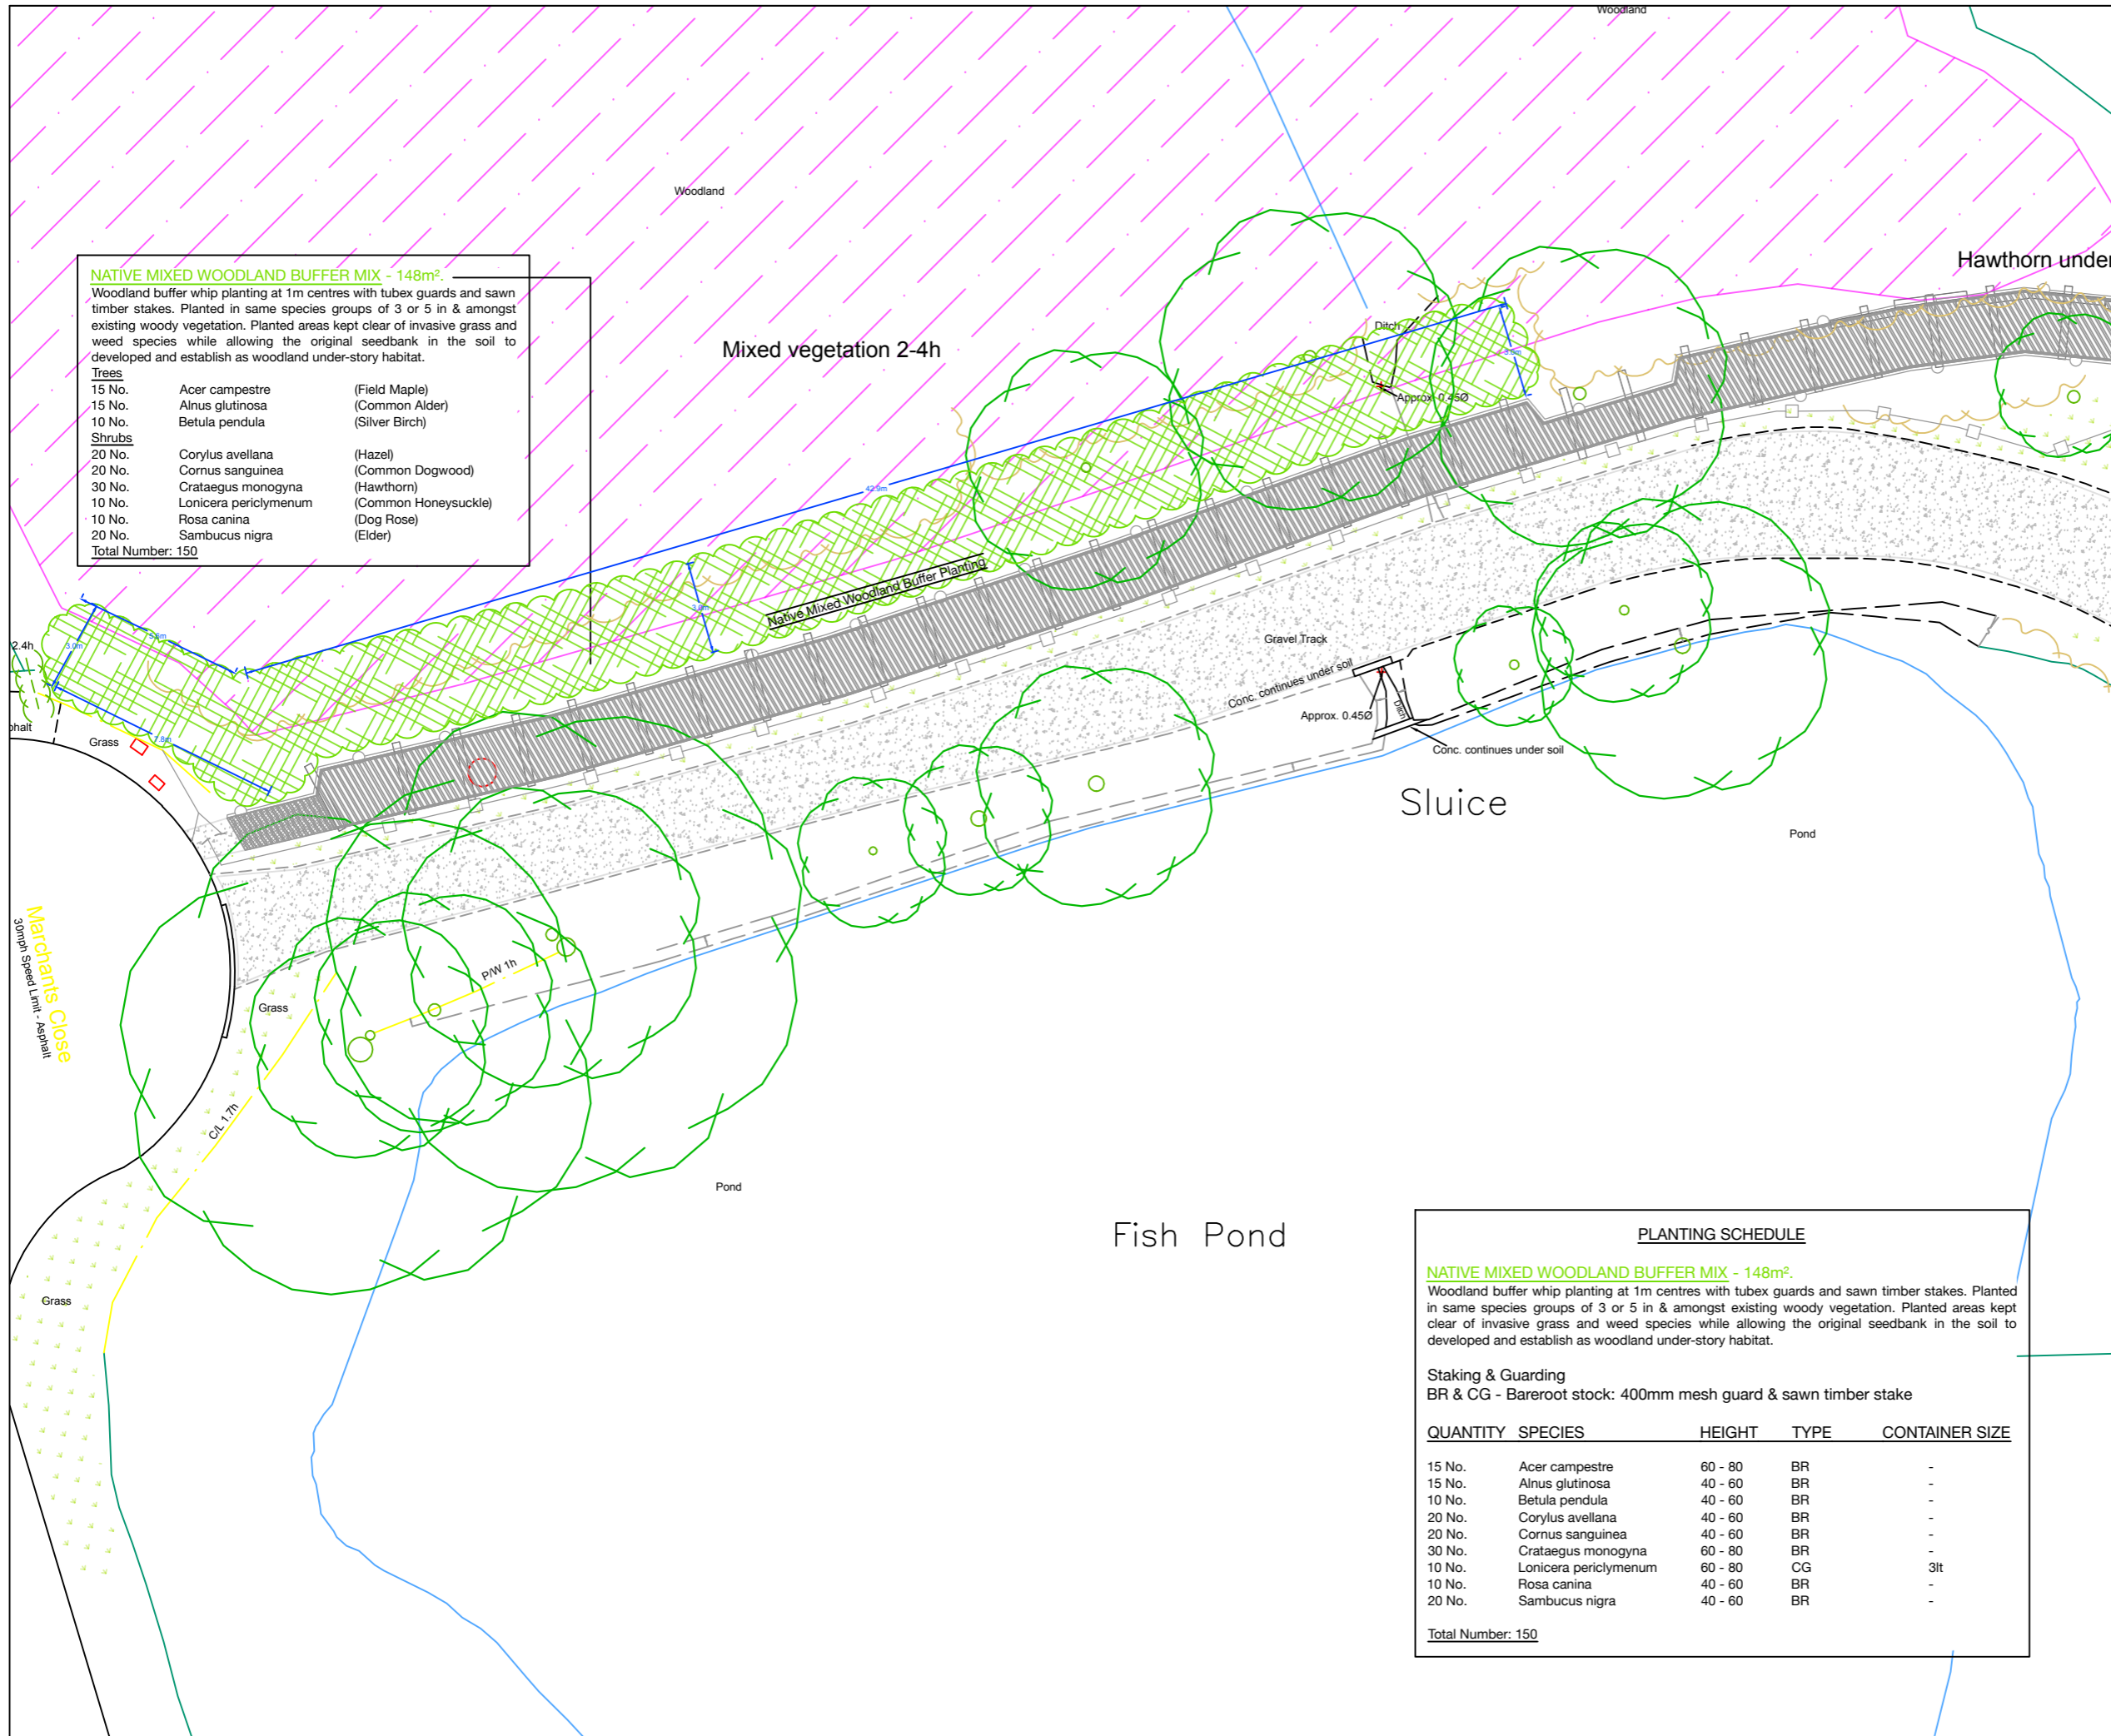 Woodland
Woodland
Hawthorn under
Mixed vegetation 2-4h
NATIVE MIXED WOODLAND BUFFER MIX - 148m².
Woodland buffer whip planting at 1m centres with tubex guards and sawn
timber stakes. Planted in same species groups of 3 or 5 in & amongst
existing woody vegetation. Planted areas kept clear of invasive grass and
weed species while allowing the original seedbank in the soil to
developed and establish as woodland under-story habitat.
Trees
15 No. Acer campestre (Field Maple)
15 No. Alnus glutinosa (Common Alder)
10 No. Betula pendula (Silver Birch)
Shrubs
20 No. Corylus avellana (Hazel)
20 No. Cornus sanguinea (Common Dogwood)
30 No. Crataegus monogyna (Hawthorn)
10 No. Lonicera periclymenum (Common Honeysuckle)
10 No. Rosa canina (Dog Rose)
20 No. Sambucus nigra (Elder)
Total Number: 150
Ditch
3.0m
Approx. 0.45Ø
42.9m
3.0m
Native Mixed Woodland Buffer Planting
2.4h
5.6m
3.0m
7.8m
phalt
Grass
Gravel Track
Conc. continues under soil
Approx. 0.45Ø
Ditch
Conc. continues under soil
Sluice
Pond
Marchants Close
30mph Speed Limit - Asphalt
P/W 1h
Grass
C/L 1.7h
Pond
Fish Pond
Grass
PLANTING SCHEDULE
NATIVE MIXED WOODLAND BUFFER MIX - 148m².
Woodland buffer whip planting at 1m centres with tubex guards and sawn timber stakes. Planted
in same species groups of 3 or 5 in & amongst existing woody vegetation. Planted areas kept
clear of invasive grass and weed species while allowing the original seedbank in the soil to
developed and establish as woodland under-story habitat.
Staking & Guarding
BR & CG - Bareroot stock: 400mm mesh guard & sawn timber stake
QUANTITY SPECIES HEIGHT TYPE CONTAINER SIZE
15 No. Acer campestre 60 - 80 BR -
15 No. Alnus glutinosa 40 - 60 BR -
10 No. Betula pendula 40 - 60 BR -
20 No. Corylus avellana 40 - 60 BR -
20 No. Cornus sanguinea 40 - 60 BR -
30 No. Crataegus monogyna 60 - 80 BR -
10 No. Lonicera periclymenum 60 - 80 CG 3lt
10 No. Rosa canina 40 - 60 BR -
20 No. Sambucus nigra 40 - 60 BR -
Total Number: 150